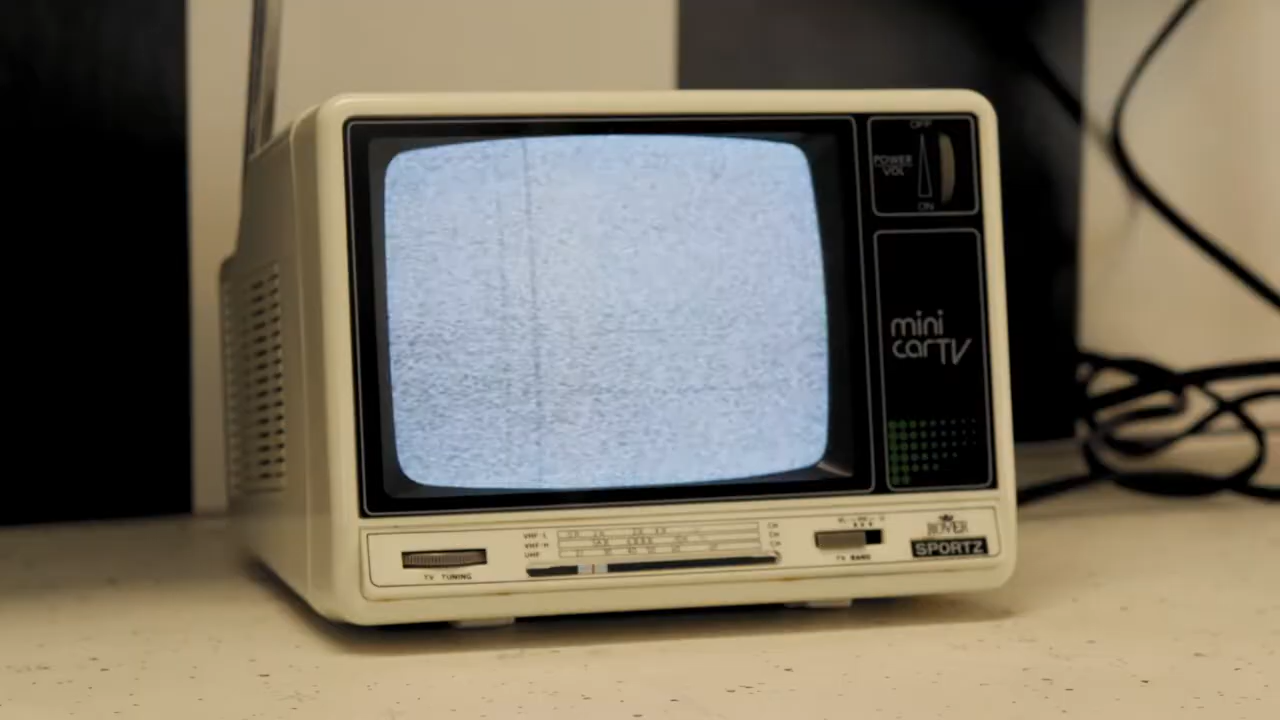 OFF
POWER
VOL
ON
mini
carTV
VHF-L
VHF-H
UHF
CH
CH
CH
TV TUNING
TV BAND
ROVER
SPORTZ